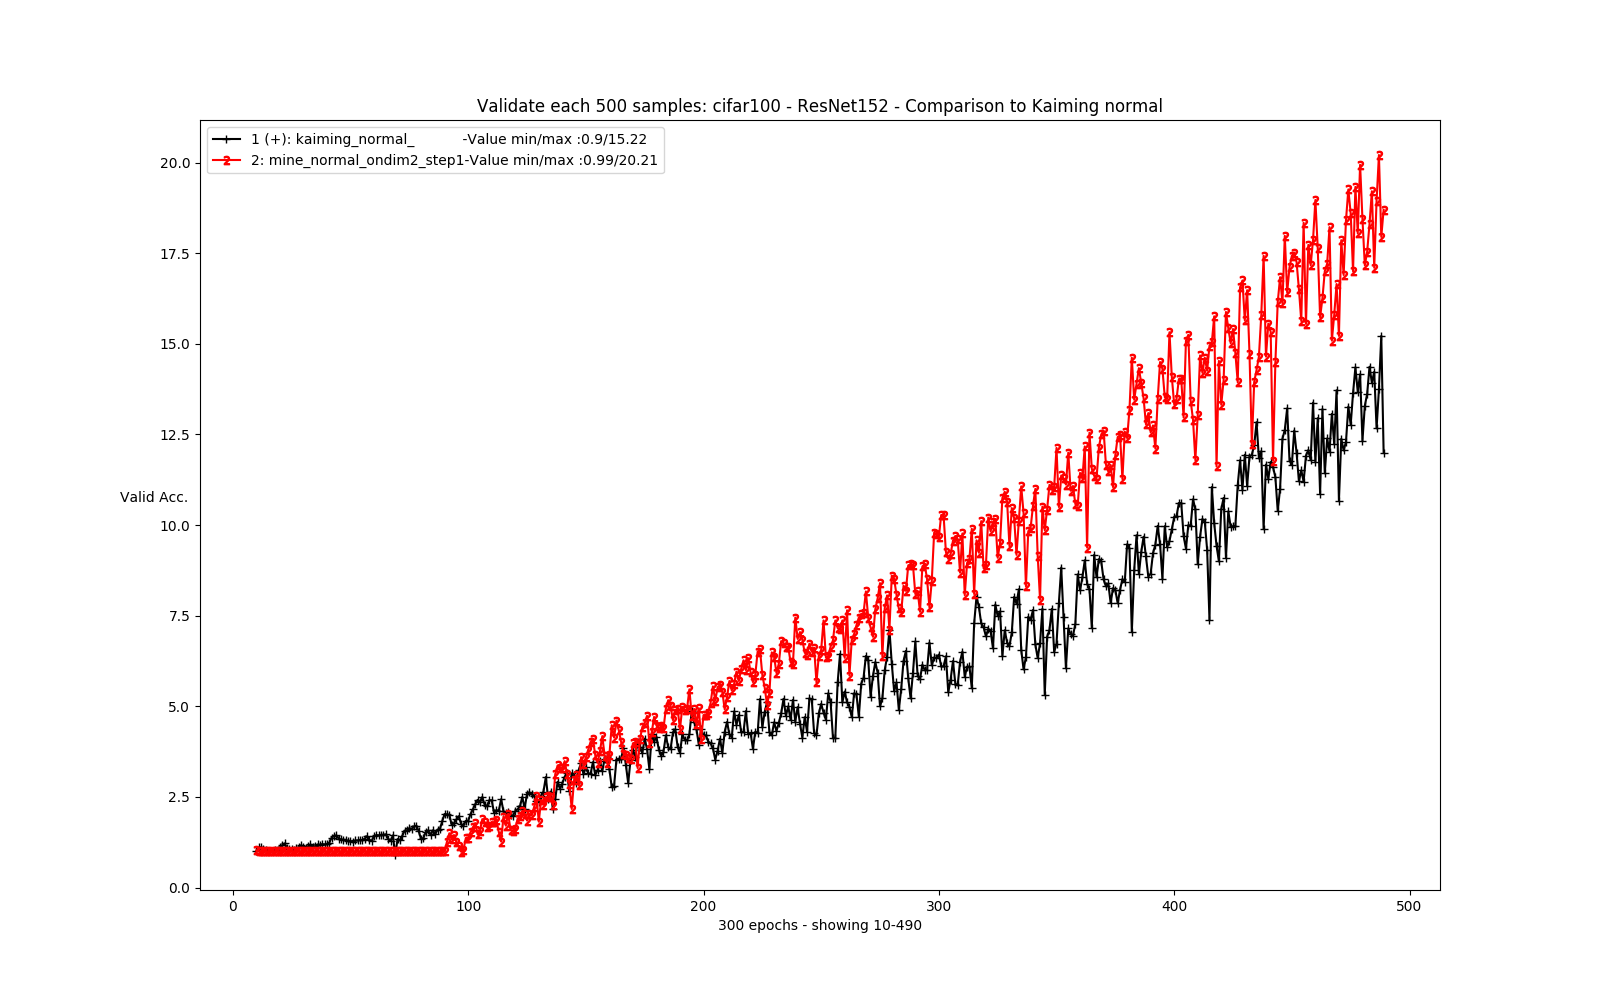 Validate each 500 samples: cifar100 - ResNet152 - Comparison to Kaiming normal
1 (+): kaiming_normal_ -Value min/max :0.9/15.22
2: mine_normal_ondim2_step1-Value min/max :0.99/20.21
20.0
17.5
15.0
12.5
Valid Acc.
10.0
7.5
5.0
2.5
0.0
0 100 200 300 400 500
300 epochs - showing 10-490